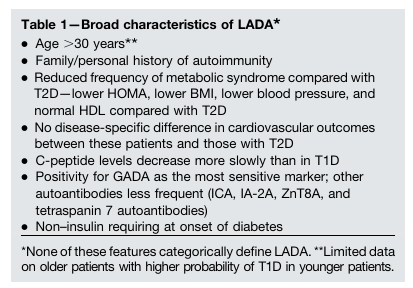 Table 1—Broad characteristics of LADA*
• Age >30 years**
• Family/personal history of autoimmunity
• Reduced frequency of metabolic syndrome compared with
T2D—lower HOMA, lower BMI, lower blood pressure, and
normal HDL compared with T2D
• No disease-specific difference in cardiovascular outcomes
between these patients and those with T2D
• C-peptide levels decrease more slowly than in T1D
• Positivity for GADA as the most sensitive marker; other
autoantibodies less frequent (ICA, IA-2A, ZnT8A, and
tetraspanin 7 autoantibodies)
• Non–insulin requiring at onset of diabetes
*None of these features categorically define LADA. **Limited data
on older patients with higher probability of T1D in younger patients.